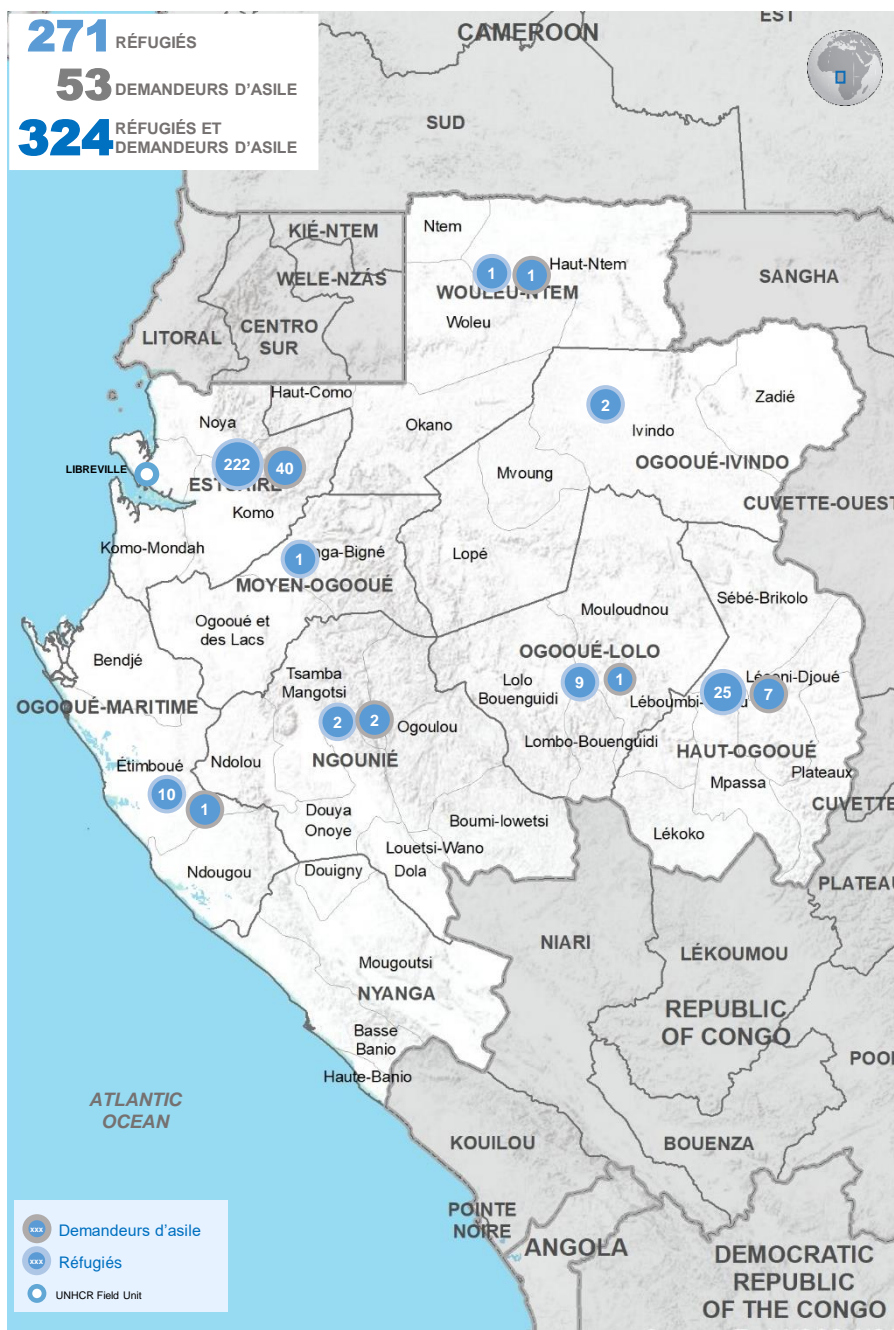 271 RÉFUGIÉS
53 DEMANDEURS D'ASILE
324 RÉFUGIÉS ET
DEMANDEURS D'ASILE
CAMEROON
SUD
KIÉ-NTEM
WELE-NZÁS
LITORAL
CENTRO
SUR
Ntem
1
1
Haut-Ntem
WOULEU-NTEM
Woleu
SANGHA
Haut-Como
Noya
Okano
2
Ivindo
Zadié
OGOOUÉ-IVINDO
Mvoung
CUVETTE-OUEST
LIBREVILLE
222
40
Komo
Komo-Mondah
1
MOYEN-OGOOUÉ
Lopé
Ogooué et
des Lacs
Mouloudnou
Sébé-Brikolo
OGOOUÉ-LOLO
Bendjé
Tsamba
Mangotsi
Lolo
Bouenguidi
9
1
25
7
OGOOUÉ-MARITIME
2
2
Ogoulou
NGOUNIÉ
Lombo-Bouenguidi
HAUT-OGOOUÉ
Étimboué
Ndolou
Mpassa
Plateaux
10
1
Douya
Onoye
Boumi-lowetsi
Lékoko
CUVETTE
Louetsi-Wano
Ndougou
Douigny
Dola
NIARI
LÉKOUMOU
Mougoutsi
NYANGA
REPUBLIC
OF CONGO
Basse
Banio
Haute-Banio
ATLANTIC
OCEAN
KOUILOU
BOUENZA
POINTE
NOIRE
ANGOLA
DEMOCRATIC
REPUBLIC
OF THE CONGO
xxx Demandeurs d'asile
xxx Réfugiés
UNHCR Field Unit